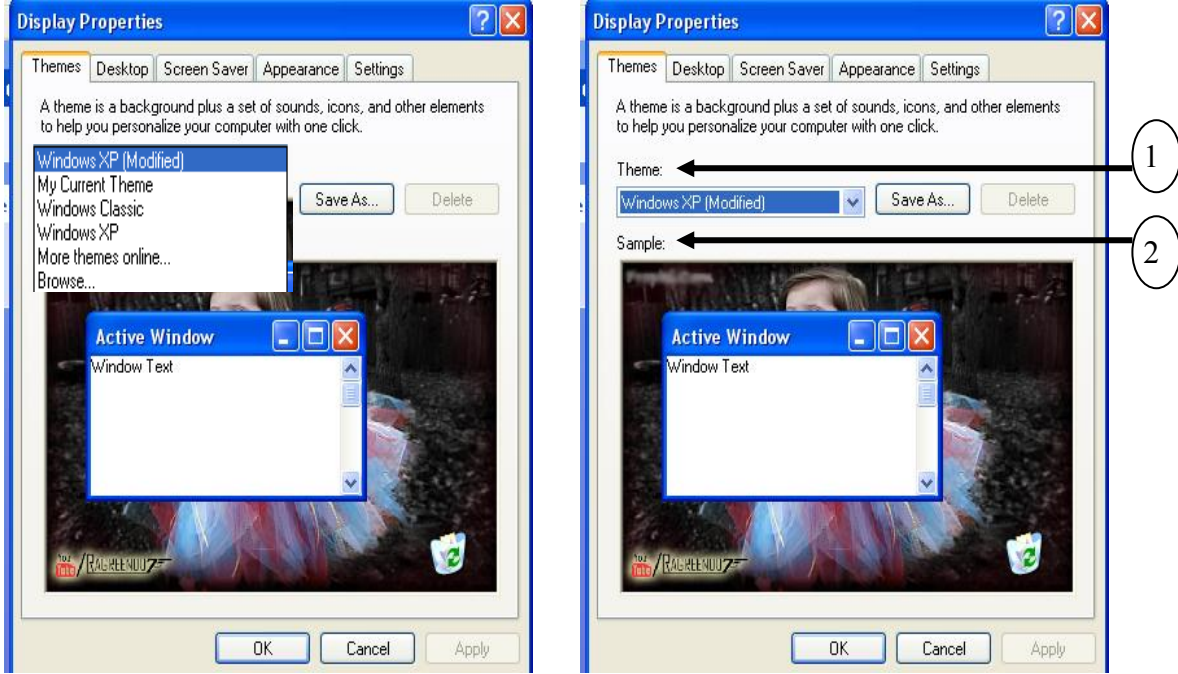 Display Properties
Themes Desktop Screen Saver Appearance Settings
A theme is a background plus a set of sounds, icons, and other elements
to help you personalize your computer with one click.
Windows XP (Modified)
My Current Theme
Windows Classic
Windows XP
More themes online...
Browse...
Save As... Delete
Active Window
Window Text
You
Tube
OK Cancel Apply
Display Properties
Themes Desktop Screen Saver Appearance Settings
A theme is a background plus a set of sounds, icons, and other elements
to help you personalize your computer with one click.
Theme:
Windows XP (Modified) Save As... Delete
Sample:
Active Window
Window Text
You
Tube
OK Cancel Apply
1
2